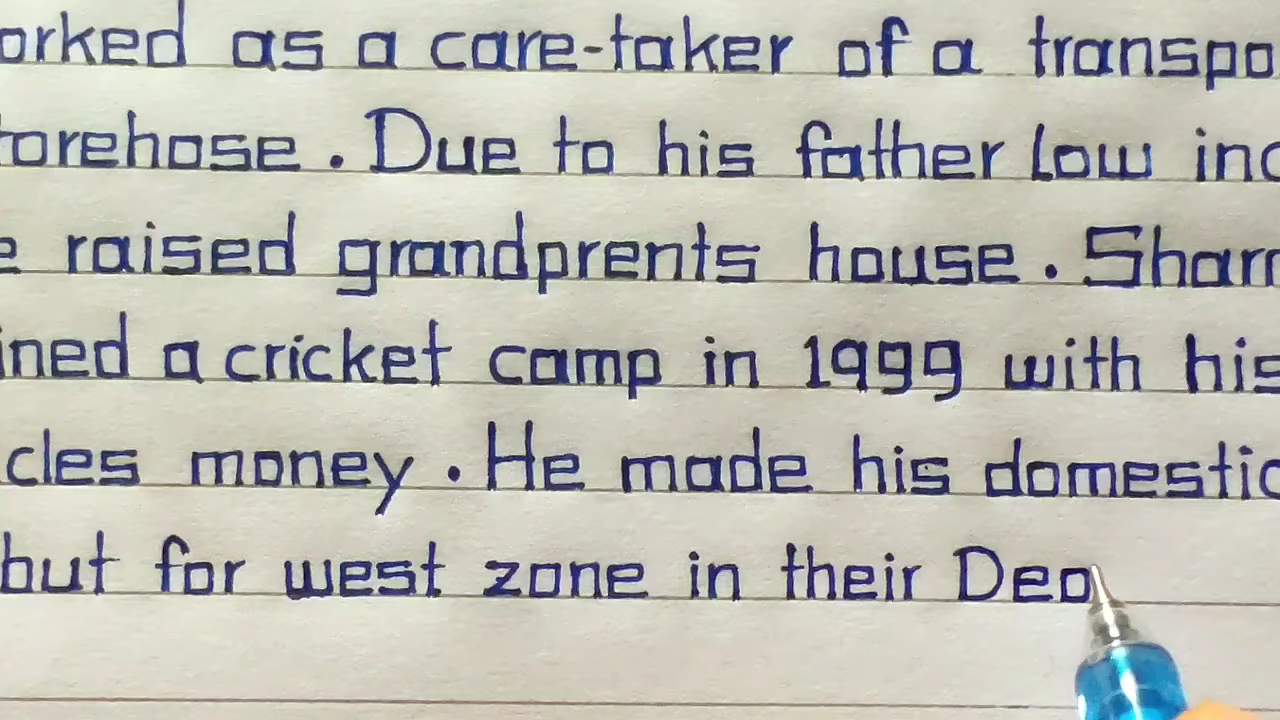 orked as a care-taker of a transpo
torehose. Due to his father low inc
e raised grandprents house. Sharm
ined a cricket camp in 1999 with his
cles money. He made his domestic
but for west zone in their Deo